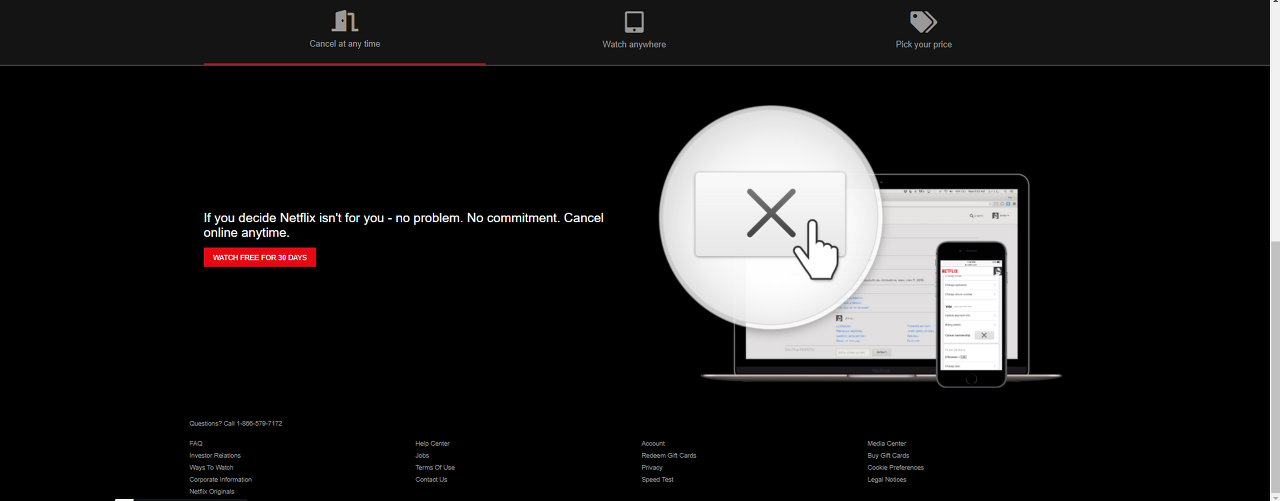 Cancel at any time
Watch anywhere
Pick your price
If you decide Netflix isn't for you - no problem. No commitment. Cancel
online anytime.
WATCH FREE FOR 30 DAYS
NETFLIX
Questions? Call 1-866-579-7172
FAQ
Help Center
Account
Media Center
Investor Relations
Jobs
Redeem Gift Cards
Buy Gift Cards
Ways To Watch
Terms Of Use
Privacy
Cookie Preferences
Corporate Information
Contact Us
Speed Test
Legal Notices
Netflix Originals